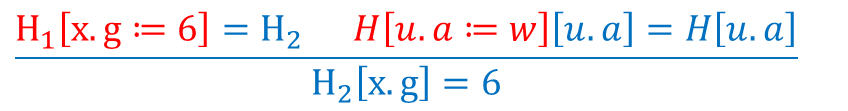 H₁[x. g ≔ 6] = H₂ H[u. a ≔ w][u. a] = H[u. a]
H₂[x. g] = 6